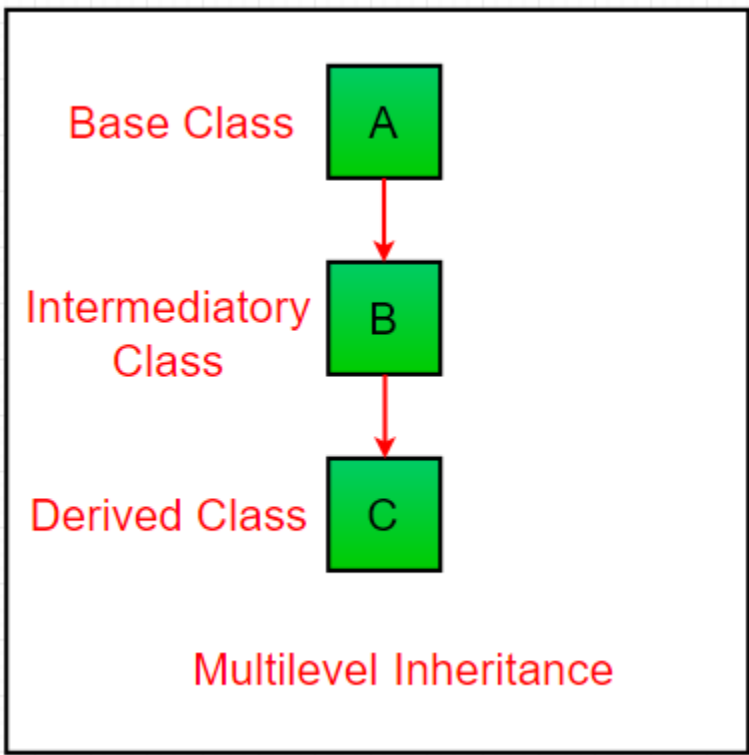 Base Class
A
Intermediatory
Class
B
Derived Class
C
Multilevel Inheritance